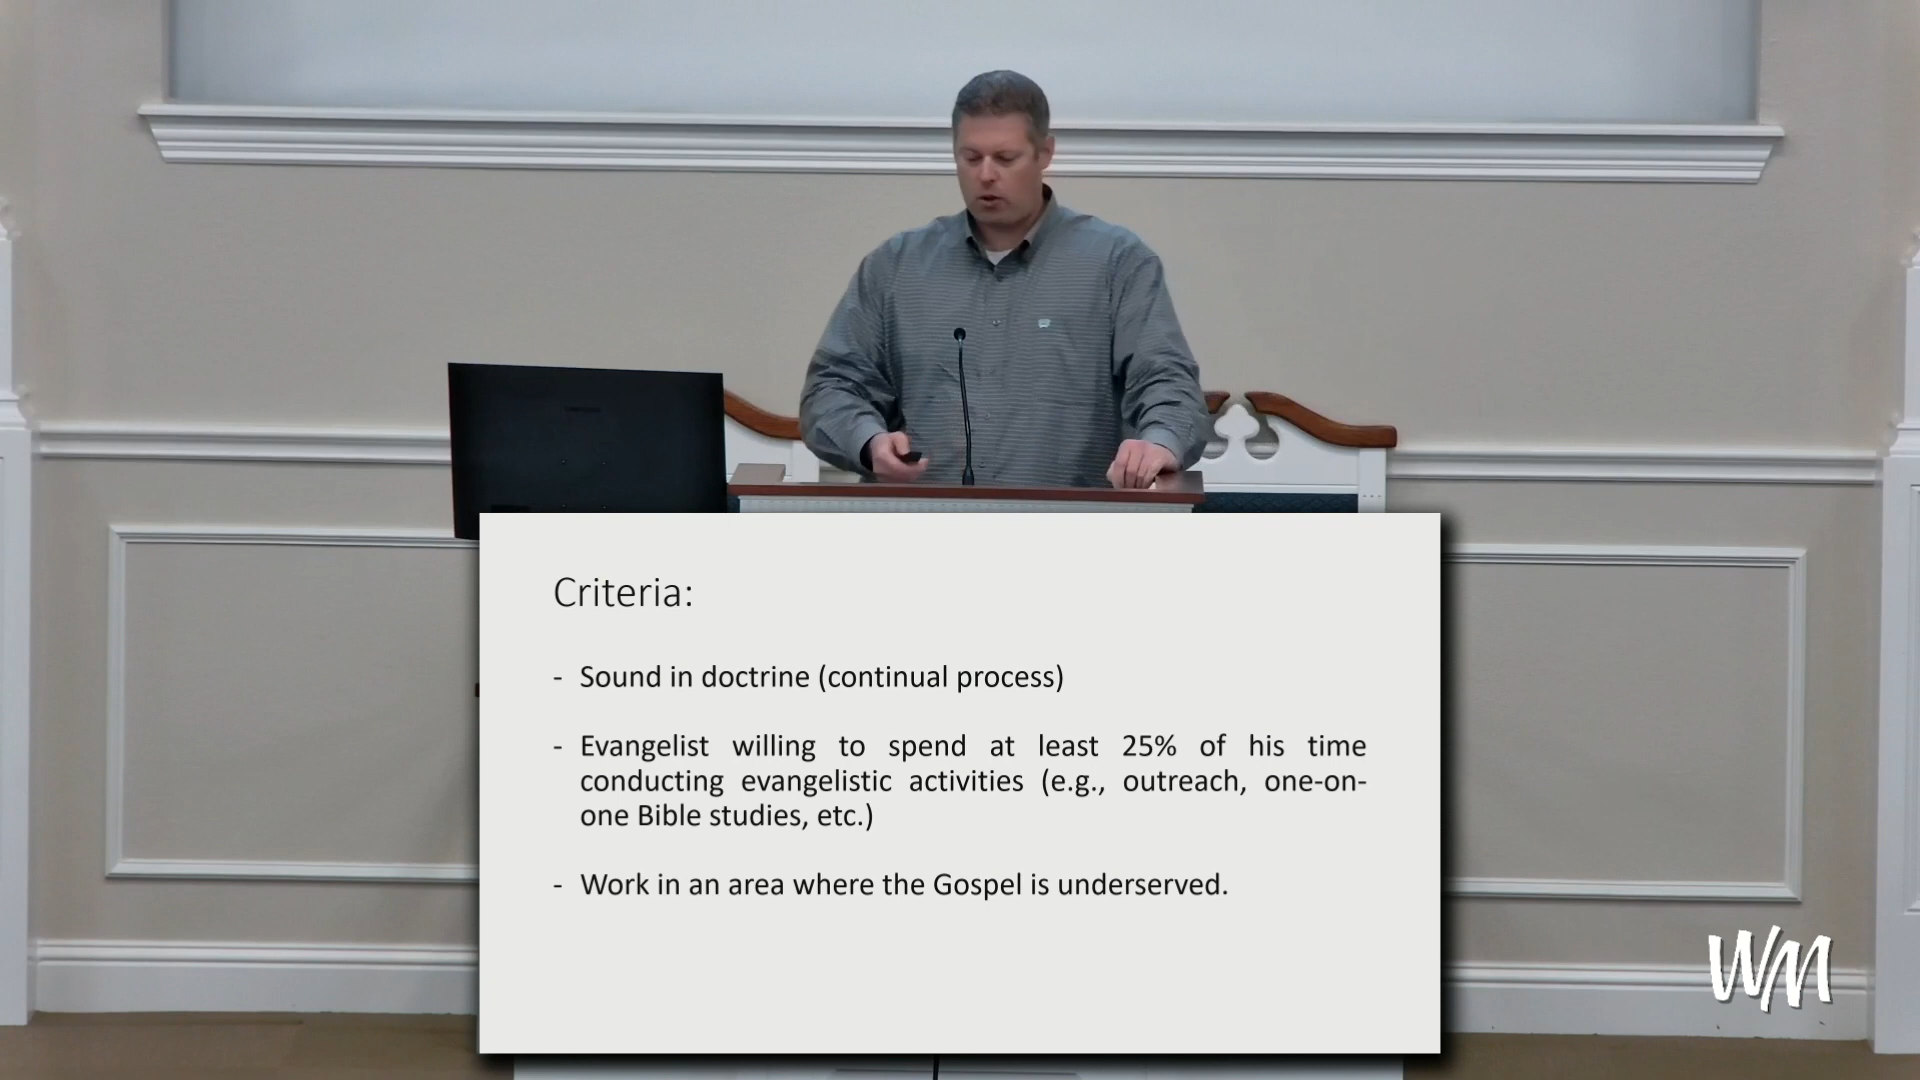 Criteria:
- Sound in doctrine (continual process)
- Evangelist willing to spend at least 25% of his time
conducting evangelistic activities (e.g., outreach, one-on-
one Bible studies, etc.)
- Work in an area where the Gospel is underserved.
WM